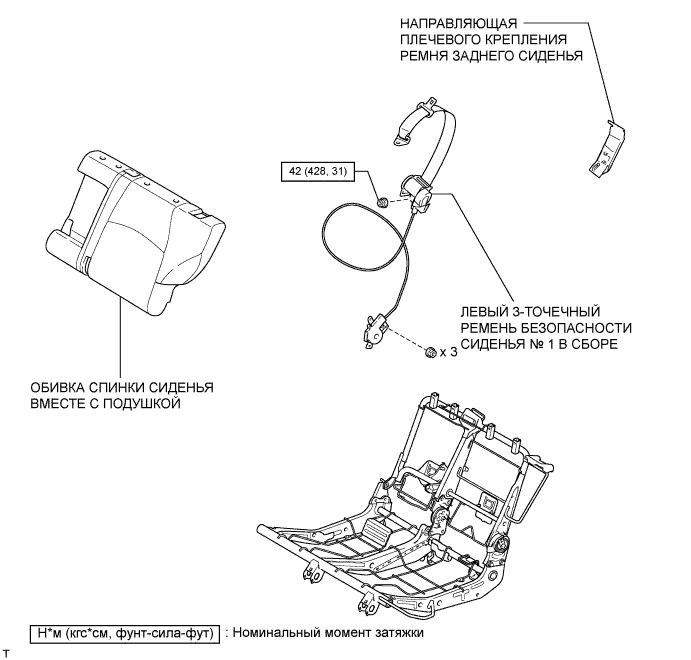 НАПРАВЛЯЮЩАЯ
ПЛЕЧЕВОГО КРЕПЛЕНИЯ
РЕМНЯ ЗАДНЕГО СИДЕНЬЯ
42 (428, 31)
ЛЕВЫЙ 3-ТОЧЕЧНЫЙ
РЕМЕНЬ БЕЗОПАСНОСТИ
СИДЕНЬЯ № 1 В СБОРЕ
x 3
ОБИВКА СПИНКИ СИДЕНЬЯ
ВМЕСТЕ С ПОДУШКОЙ
Н*м (кгс*см, фунт-сила-фут) : Номинальный момент затяжки
T